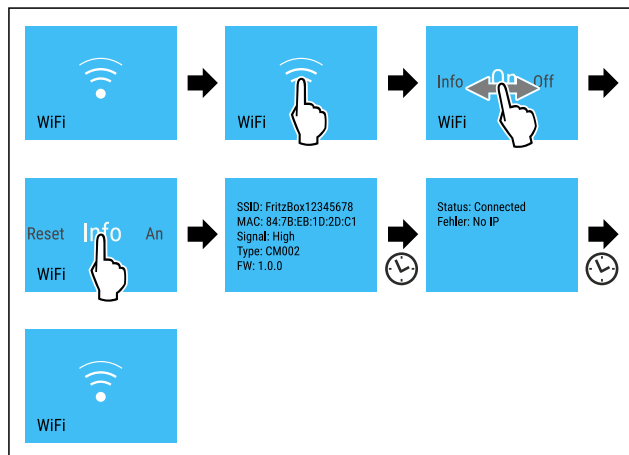 WiFi
WiFi
Info On Off
WiFi
Reset Info An
WiFi
SSID: FritzBox12345678
MAC: 84:7B:EB:1D:2D:C1
Signal: High
Type: CM002
FW: 1.0.0
Status: Connected
Fehler: No IP
WiFi